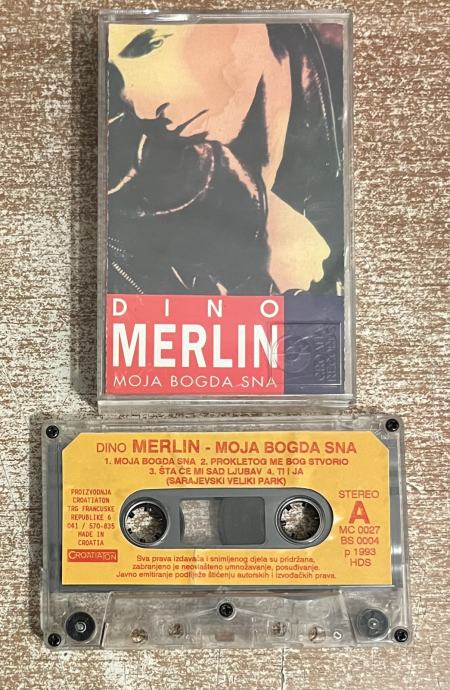 DINO
MERLIN
MOJA BOGDA SNA
CROATIA
RECORDS
DINO MERLIN - MOJA BOGDA SNA
1. MOJA BOGDA SNA 2. PROKLETOG ME BOG STVORIO
3. ŠTA ĆE MI SAD LJUBAV 4. TI I JA
(SARAJEVSKI VELIKI PARK)
PROIZVODNJA
CROATIATON
TRG FRANCUSKE
REPUBLIKE 6
041 / 570-835
MADE IN
CROATIA
CROATIATON
STEREO
A
MC 0027
BS 0004
p 1993
HDS
Sva prava izdavača i snimljenog djela su pridržana,
zabranjeno je neovlašteno umnožavanje, posuđivanje.
Javno emitiranje podliježe štićenju autorskih i izvođačkih prava.